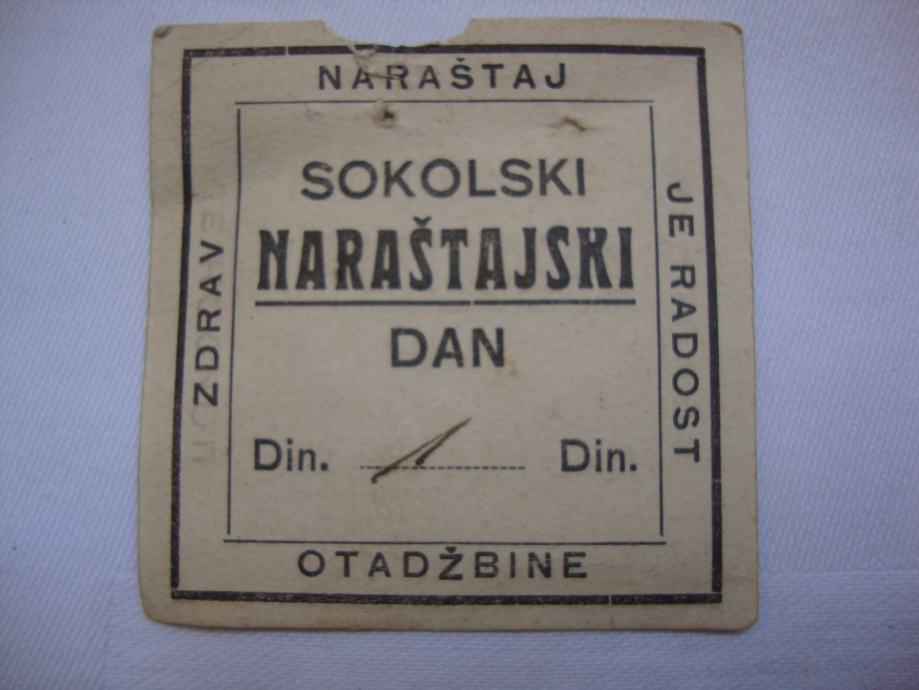 ZDRAV
NARAŠTAJ
JE RADOST
OTADŽBINE
SOKOLSKI
NARAŠTAJSKI
DAN
Din. 1 Din.